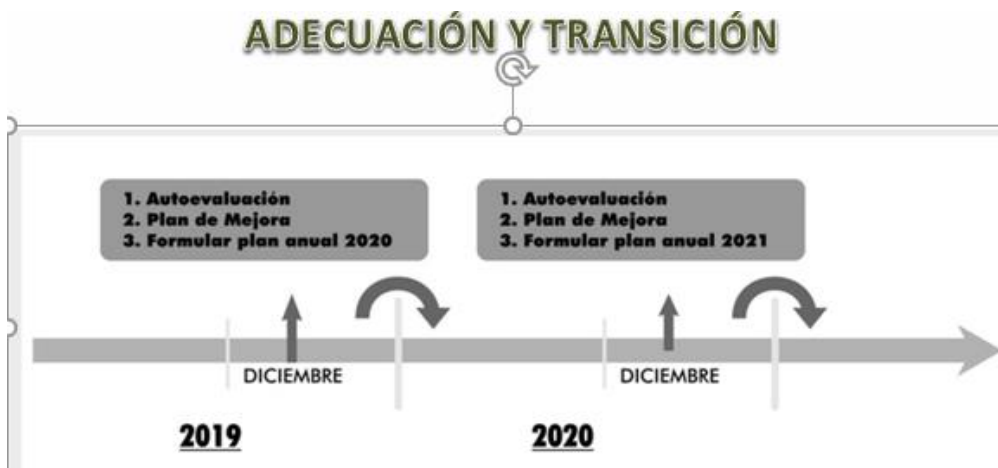 ADECUACIÓN Y TRANSICIÓN
1. Autoevaluación
2. Plan de Mejora
3. Formular plan anual 2020
1. Autoevaluación
2. Plan de Mejora
3. Formular plan anual 2021
DICIEMBRE
DICIEMBRE
2019
2020